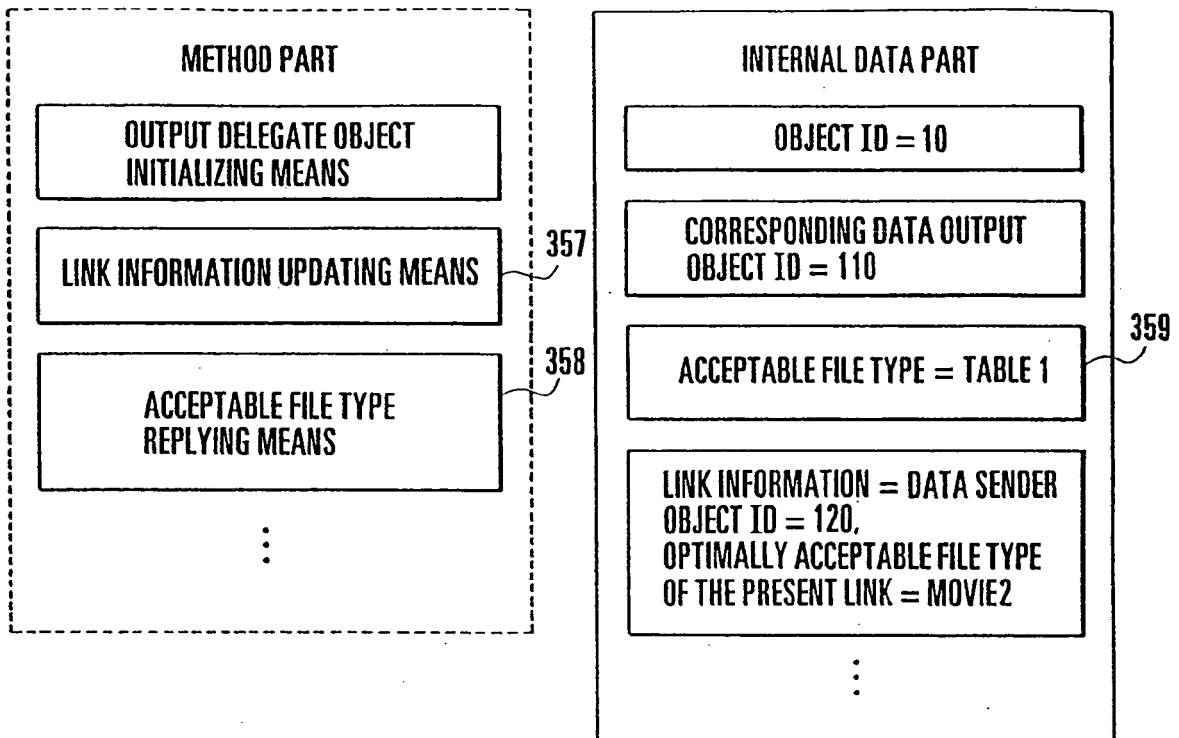 METHOD PART
OUTPUT DELEGATE OBJECT
INITIALIZING MEANS
LINK INFORMATION UPDATING MEANS
357
ACCEPTABLE FILE TYPE
REPLYING MEANS
358
INTERNAL DATA PART
OBJECT ID = 10
CORRESPONDING DATA OUTPUT
OBJECT ID = 110
ACCEPTABLE FILE TYPE = TABLE 1
359
LINK INFORMATION = DATA SENDER
OBJECT ID = 120,
OPTIMALLY ACCEPTABLE FILE TYPE
OF THE PRESENT LINK = MOVIE2